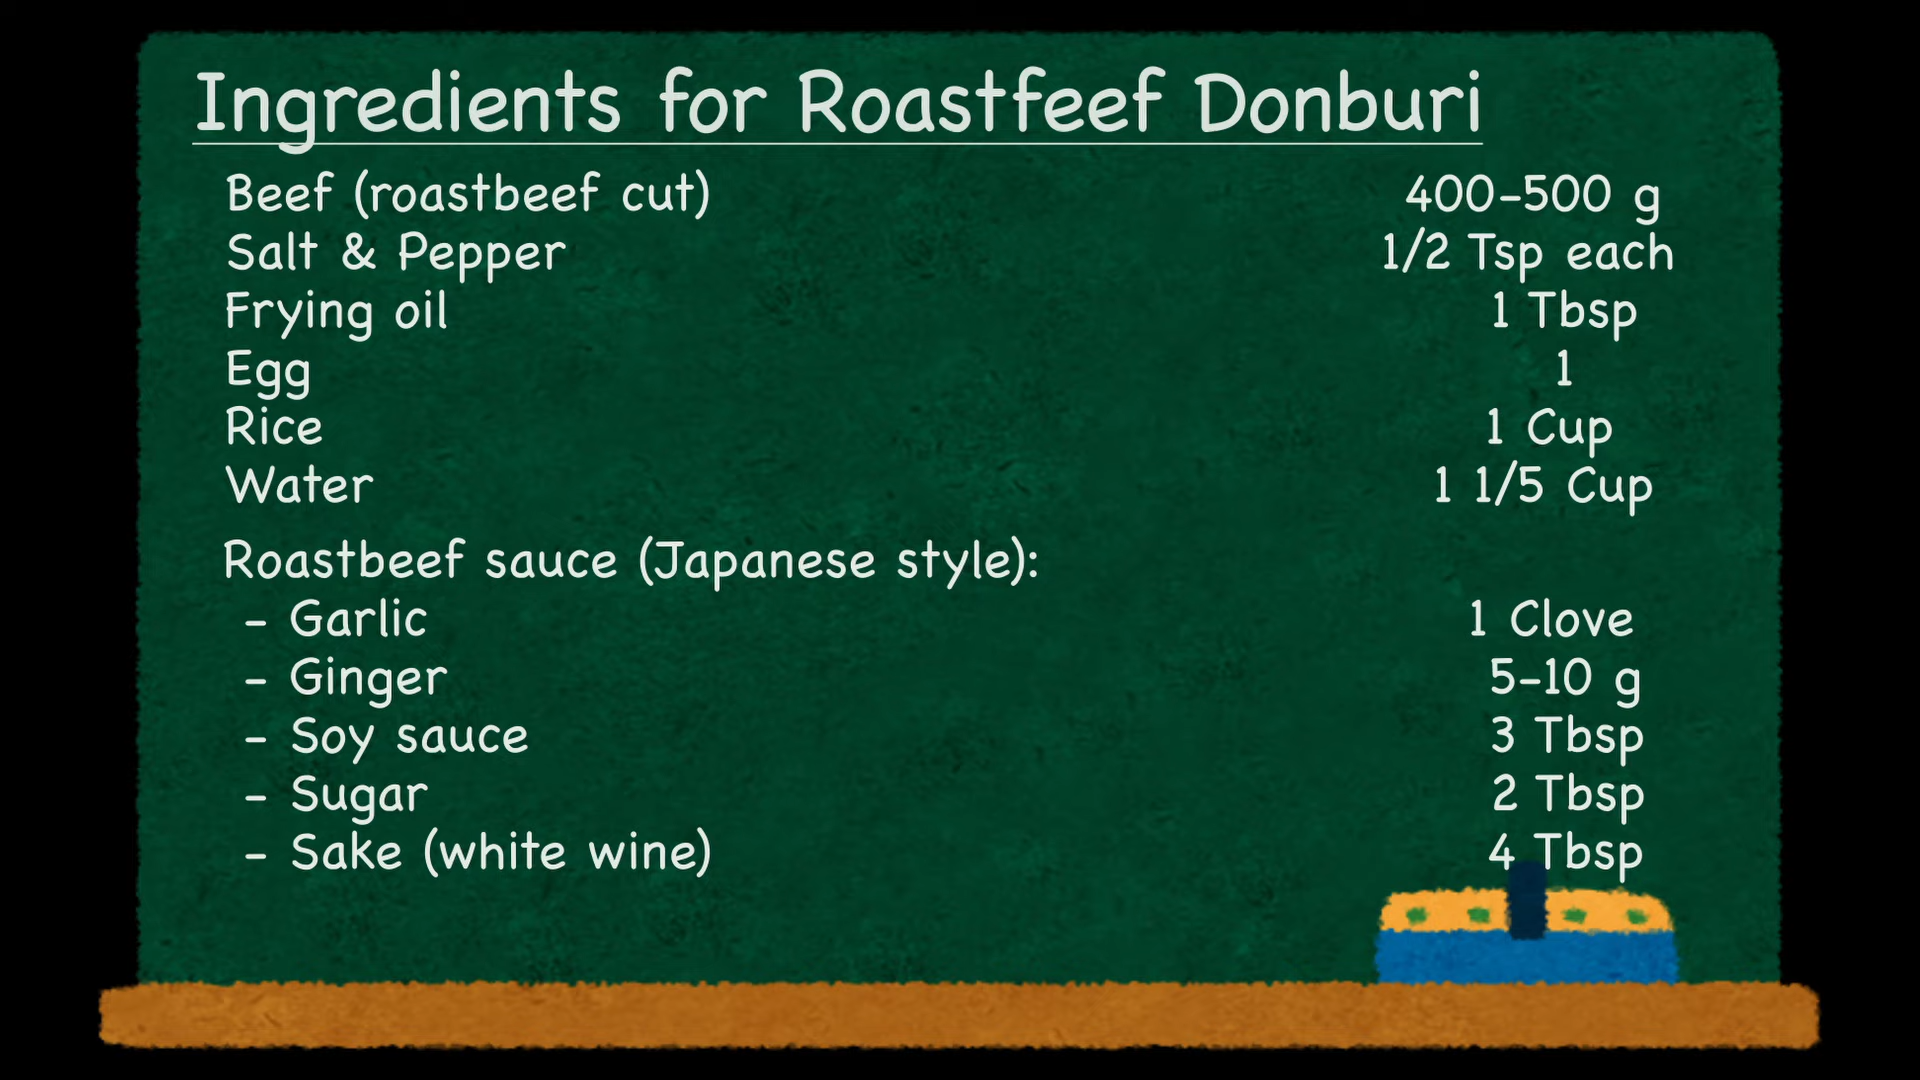 Ingredients for Roastfeef Donburi
Beef (roastbeef cut) 400-500 g
Salt & Pepper 1/2 Tsp each
Frying oil 1 Tbsp
Egg 1
Rice 1 Cup
Water 1 1/5 Cup
Roastbeef sauce (Japanese style):
- Garlic 1 Clove
- Ginger 5-10 g
- Soy sauce 3 Tbsp
- Sugar 2 Tbsp
- Sake (white wine) 4 Tbsp